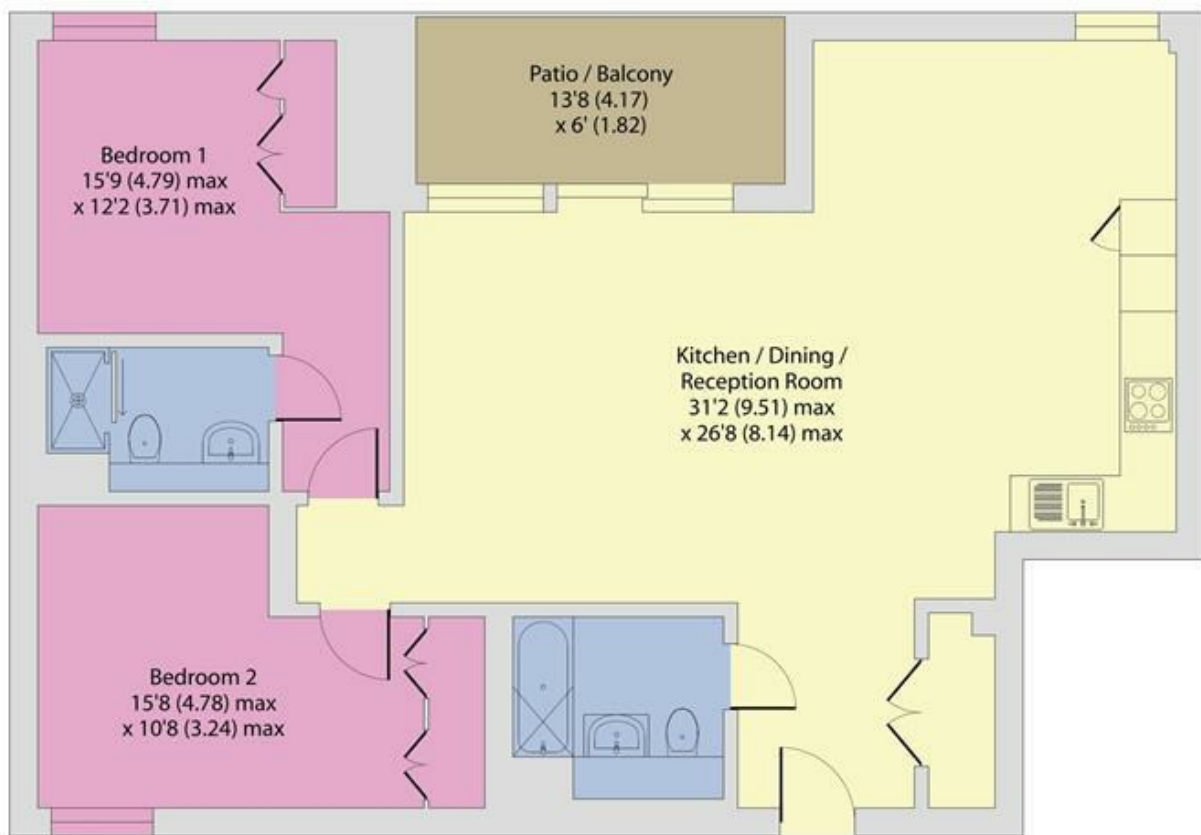 Patio / Balcony
13'8 (4.17)
x 6' (1.82)
Bedroom 1
15'9 (4.79) max
x 12'2 (3.71) max
Kitchen / Dining /
Reception Room
31'2 (9.51) max
x 26'8 (8.14) max
Bedroom 2
15'8 (4.78) max
x 10'8 (3.24) max